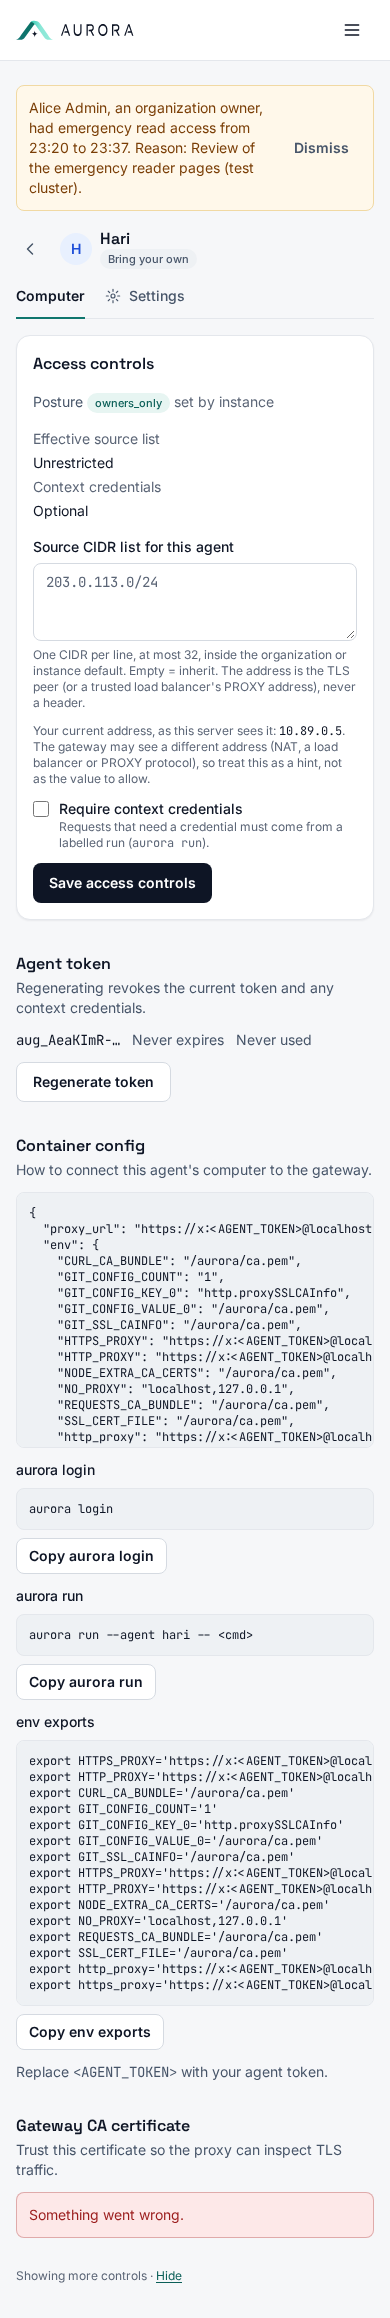 AURORA
Alice Admin, an organization owner,
had emergency read access from
23:20 to 23:37. Reason: Review of
the emergency reader pages (test
cluster).
Dismiss
H
Hari
Bring your own
Computer
Settings
Access controls
Posture owners_only set by instance
Effective source list
Unrestricted
Context credentials
Optional
Source CIDR list for this agent
203.0.113.0/24
One CIDR per line, at most 32, inside the organization or
instance default. Empty = inherit. The address is the TLS
peer (or a trusted load balancer's PROXY address), never
a header.
Your current address, as this server sees it: 10.89.0.5.
The gateway may see a different address (NAT, a load
balancer or PROXY protocol), so treat this as a hint, not
as the value to allow.
Require context credentials
Requests that need a credential must come from a
labelled run (aurora run).
Save access controls
Agent token
Regenerating revokes the current token and any
context credentials.
aug_AeaKImR-… Never expires Never used
Regenerate token
Container config
How to connect this agent's computer to the gateway.
{
"proxy_url": "https://x:<AGENT_TOKEN>@localhost
"env": {
"CURL_CA_BUNDLE": "/aurora/ca.pem",
"GIT_CONFIG_COUNT": "1",
"GIT_CONFIG_KEY_0": "http.proxySSLCAInfo",
"GIT_CONFIG_VALUE_0": "/aurora/ca.pem",
"GIT_SSL_CAINFO": "/aurora/ca.pem",
"HTTPS_PROXY": "https://x:<AGENT_TOKEN>@local
"HTTP_PROXY": "https://x:<AGENT_TOKEN>@localh
"NODE_EXTRA_CA_CERTS": "/aurora/ca.pem",
"NO_PROXY": "localhost,127.0.0.1",
"REQUESTS_CA_BUNDLE": "/aurora/ca.pem",
"SSL_CERT_FILE": "/aurora/ca.pem",
"http_proxy": "https://x:<AGENT_TOKEN>@localh
aurora login
aurora login
Copy aurora login
aurora run
aurora run --agent hari -- <cmd>
Copy aurora run
env exports
export HTTPS_PROXY='https://x:<AGENT_TOKEN>@local
export HTTP_PROXY='https://x:<AGENT_TOKEN>@localh
export CURL_CA_BUNDLE='/aurora/ca.pem'
export GIT_CONFIG_COUNT='1'
export GIT_CONFIG_KEY_0='http.proxySSLCAInfo'
export GIT_CONFIG_VALUE_0='/aurora/ca.pem'
export GIT_SSL_CAINFO='/aurora/ca.pem'
export HTTPS_PROXY='https://x:<AGENT_TOKEN>@local
export HTTP_PROXY='https://x:<AGENT_TOKEN>@localh
export NODE_EXTRA_CA_CERTS='/aurora/ca.pem'
export NO_PROXY='localhost,127.0.0.1'
export REQUESTS_CA_BUNDLE='/aurora/ca.pem'
export SSL_CERT_FILE='/aurora/ca.pem'
export http_proxy='https://x:<AGENT_TOKEN>@localh
export https_proxy='https://x:<AGENT_TOKEN>@local
Copy env exports
Replace <AGENT_TOKEN> with your agent token.
Gateway CA certificate
Trust this certificate so the proxy can inspect TLS
traffic.
Something went wrong.
Showing more controls · Hide